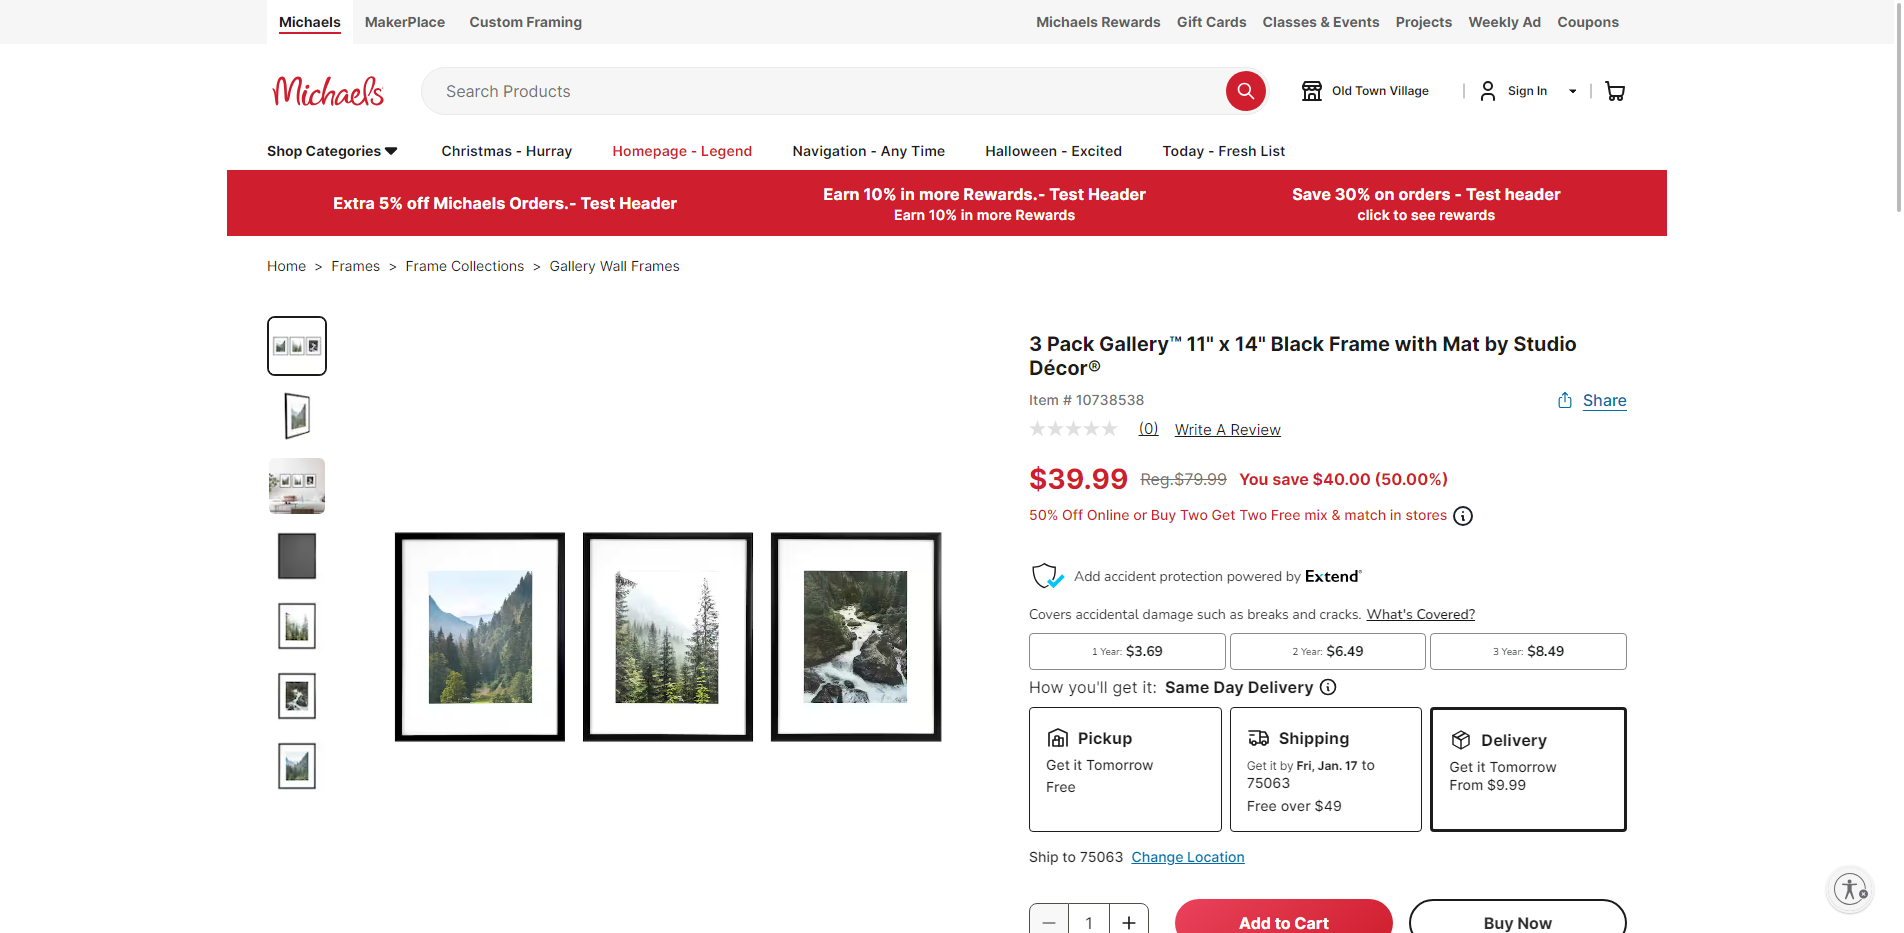 Michaels MakerPlace Custom Framing Michaels Rewards Gift Cards Classes & Events Projects Weekly Ad Coupons
Michaels Search Products Old Town Village | Sign In |
Shop Categories Christmas - Hurray Homepage - Legend Navigation - Any Time Halloween - Excited Today - Fresh List
Extra 5% off Michaels Orders.- Test Header
Earn 10% in more Rewards.- Test Header
Earn 10% in more Rewards
Save 30% on orders - Test header
click to see rewards
Home > Frames > Frame Collections > Gallery Wall Frames
3 Pack Gallery™ 11" x 14" Black Frame with Mat by Studio
Décor®
Item # 10738538
Share
(0) Write A Review
$39.99 Reg.$79.99 You save $40.00 (50.00%)
50% Off Online or Buy Two Get Two Free mix & match in stores
Add accident protection powered by Extend®
Covers accidental damage such as breaks and cracks. What's Covered?
1 Year: $3.69 2 Year: $6.49 3 Year: $8.49
How you'll get it: Same Day Delivery
Pickup
Get it Tomorrow
Free
Shipping
Get it by Fri, Jan. 17 to
75063
Free over $49
Delivery
Get it Tomorrow
From $9.99
Ship to 75063 Change Location
1 + Add to Cart Buy Now